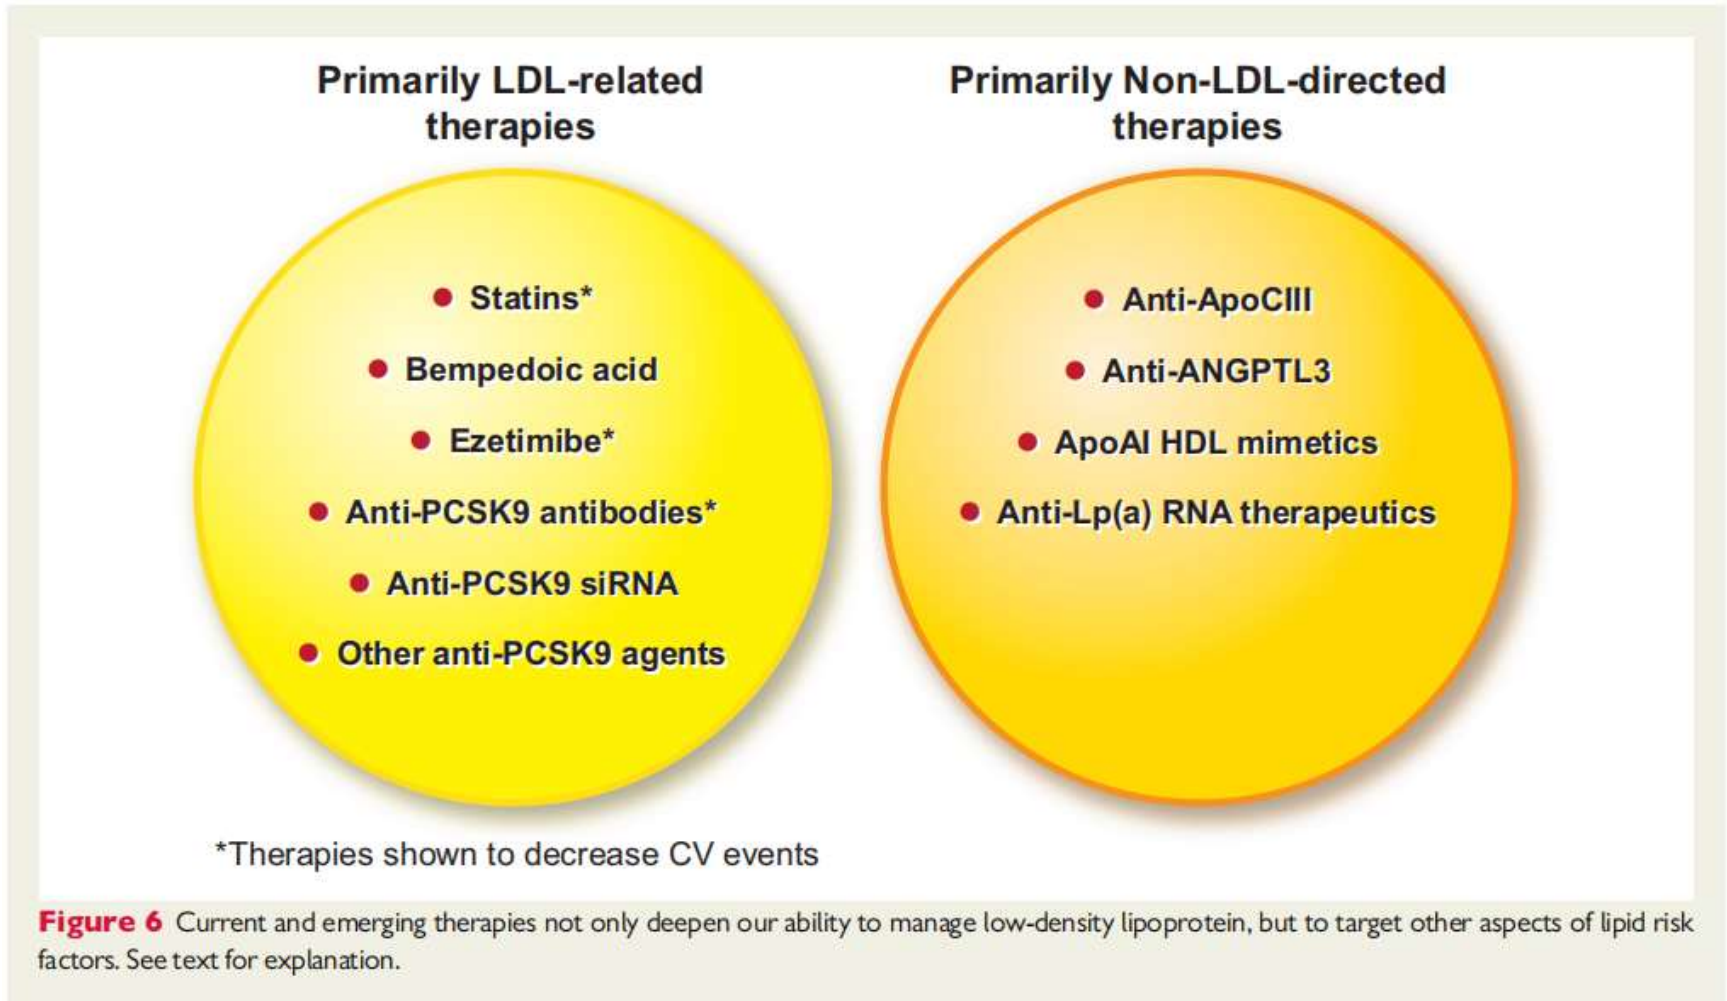 Primarily LDL-related
therapies
• Statins*
• Bempedoic acid
• Ezetimibe*
• Anti-PCSK9 antibodies*
• Anti-PCSK9 siRNA
• Other anti-PCSK9 agents
Primarily Non-LDL-directed
therapies
• Anti-ApoCIII
• Anti-ANGPTL3
• ApoAI HDL mimetics
• Anti-Lp(a) RNA therapeutics
*Therapies shown to decrease CV events
Figure 6 Current and emerging therapies not only deepen our ability to manage low-density lipoprotein, but to target other aspects of lipid risk
factors. See text for explanation.